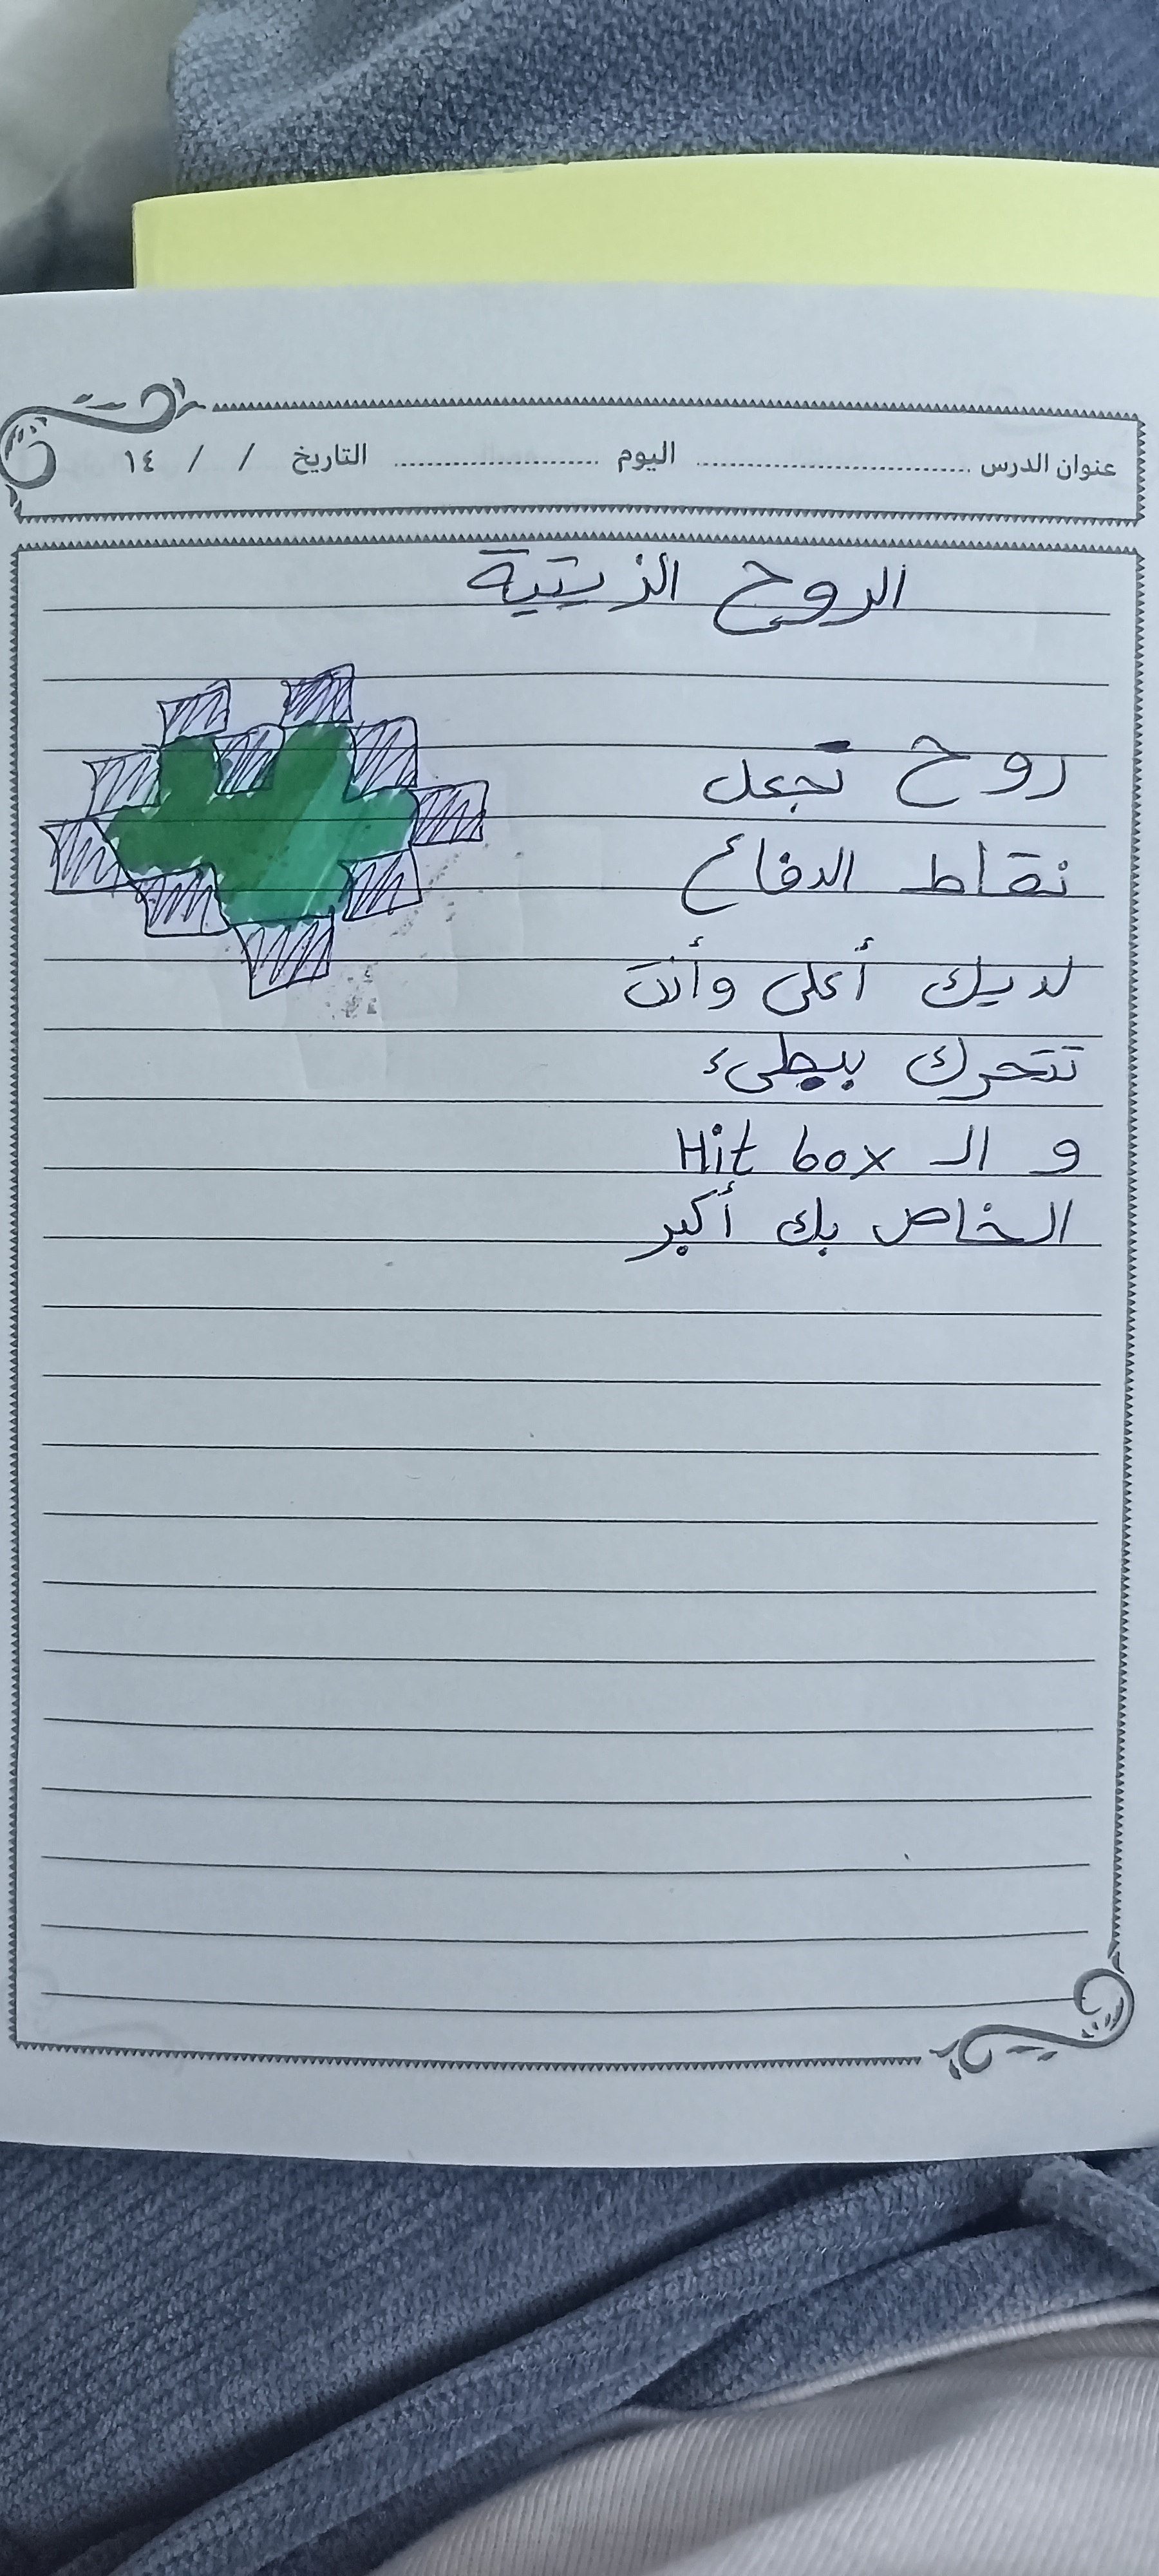 عنوان الدرس ........................ اليوم .................. التاريخ / / ١٤
الروح الزيتية
روح تجعل
نقاط الدفاع
لديك أعلى وأنت
تتحرك ببطيء
و الـ Hit box
الخاص بك أكبر